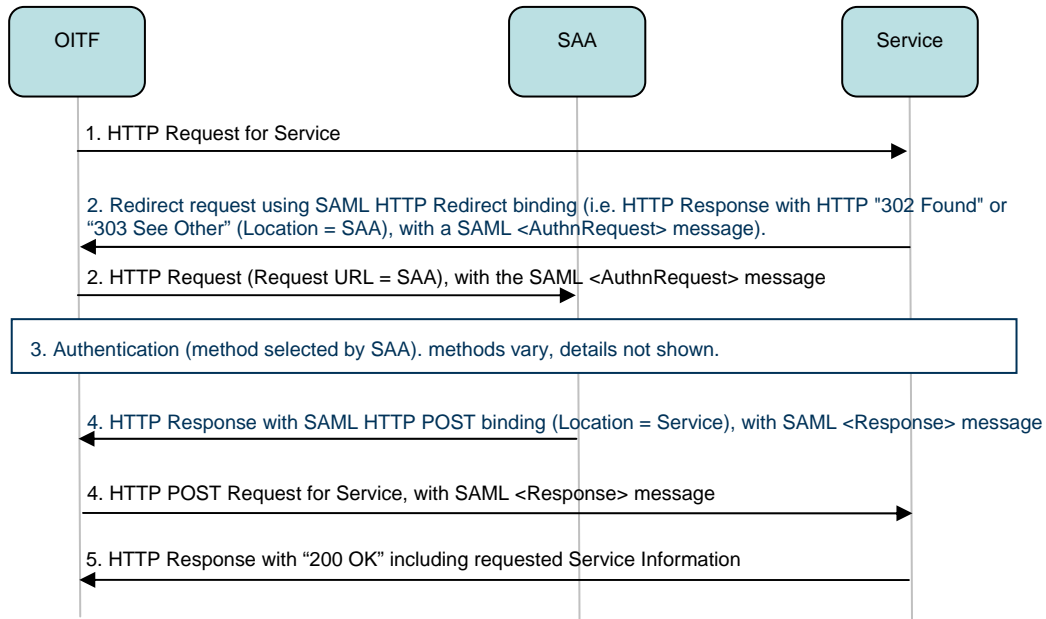 OITF
SAA
Service
1. HTTP Request for Service
2. Redirect request using SAML HTTP Redirect binding (i.e. HTTP Response with HTTP "302 Found" or
“303 See Other” (Location = SAA), with a SAML <AuthnRequest> message).
2. HTTP Request (Request URL = SAA), with the SAML <AuthnRequest> message
3. Authentication (method selected by SAA). methods vary, details not shown.
4. HTTP Response with SAML HTTP POST binding (Location = Service), with SAML <Response> message
4. HTTP POST Request for Service, with SAML <Response> message
5. HTTP Response with “200 OK” including requested Service Information